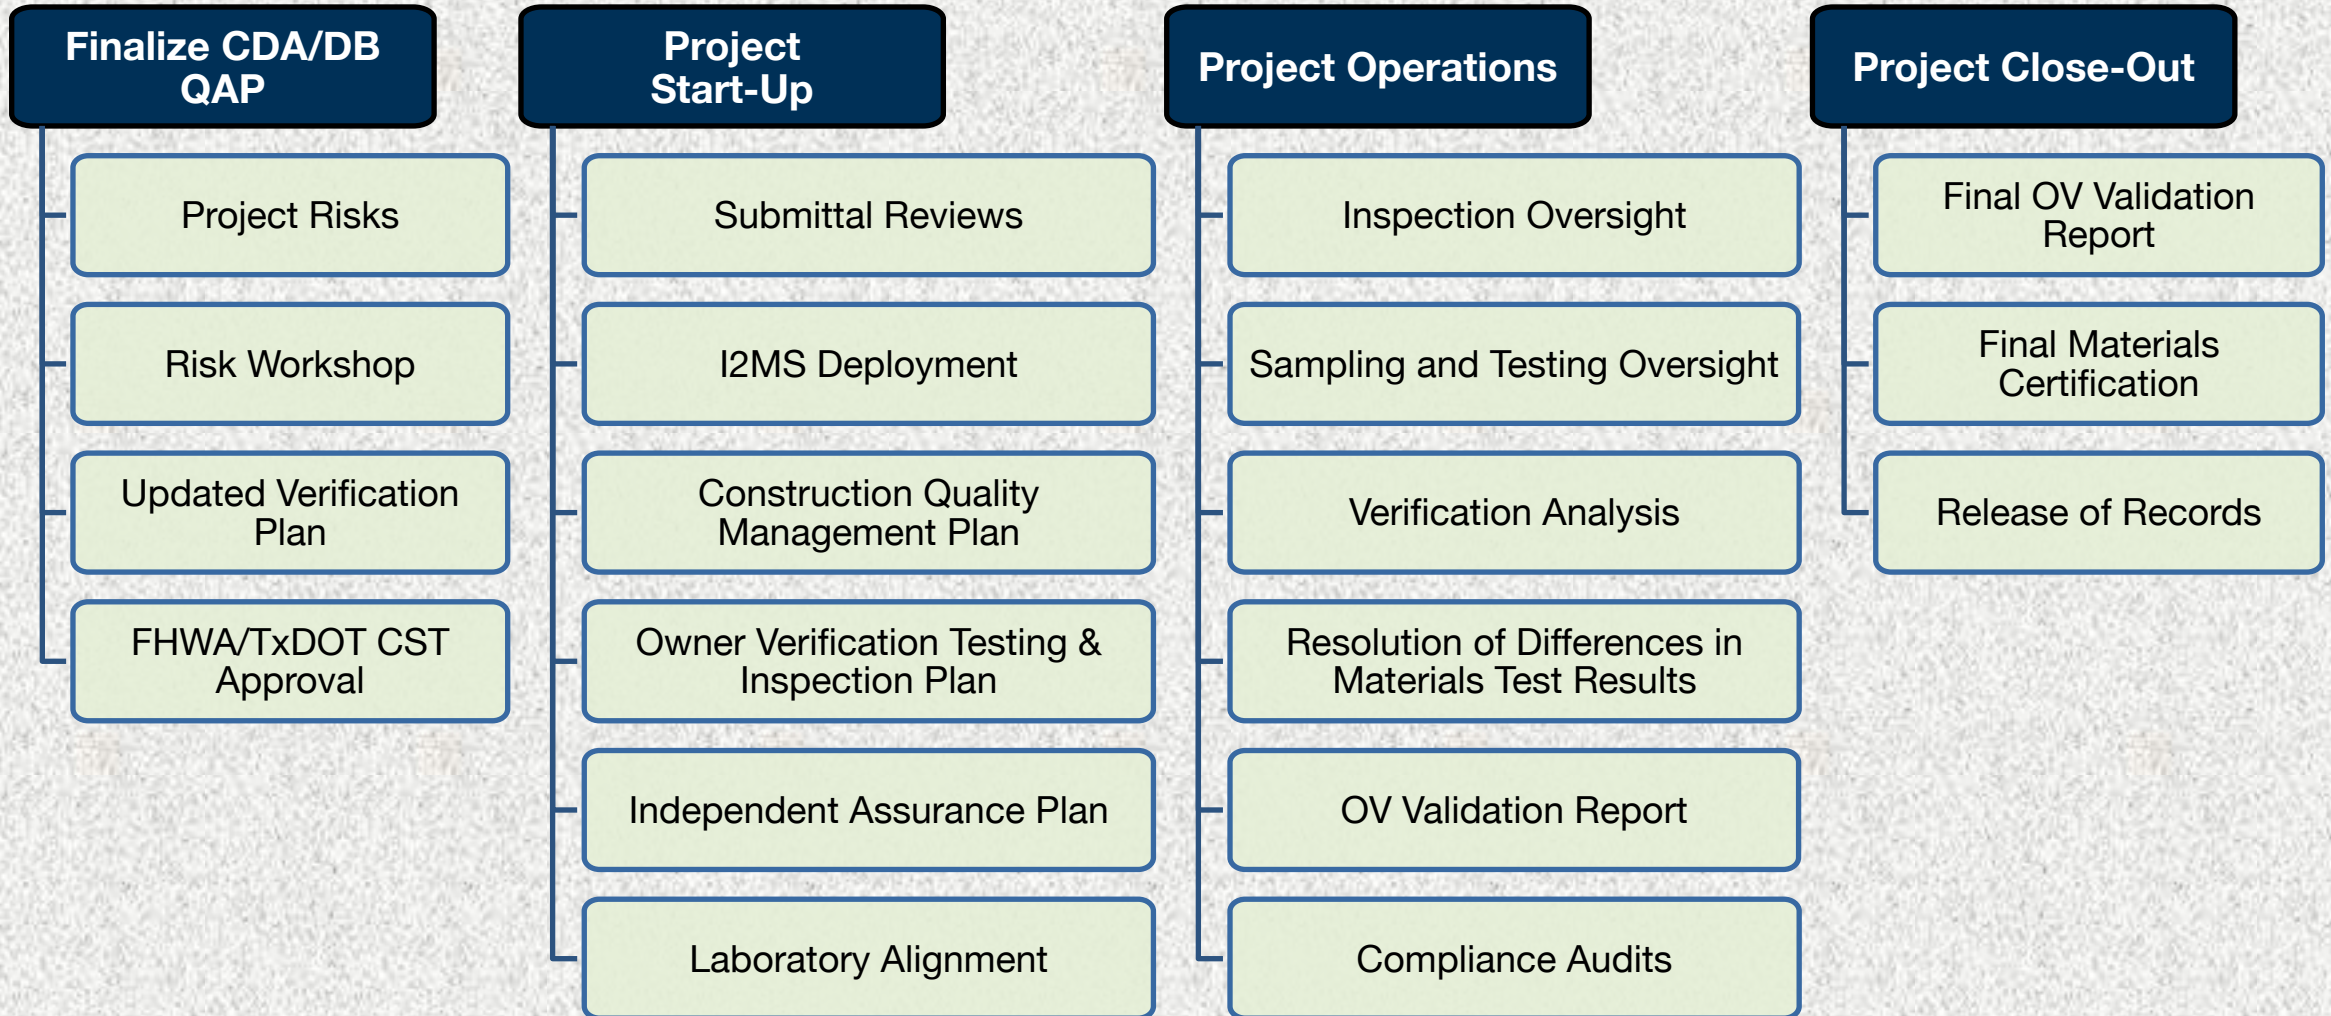 Finalize CDA/DB
QAP
Project Risks
Risk Workshop
Updated Verification
Plan
FHWA/TxDOT CST
Approval
Project
Start-Up
Submittal Reviews
I2MS Deployment
Construction Quality
Management Plan
Owner Verification Testing &
Inspection Plan
Independent Assurance Plan
Laboratory Alignment
Project Operations
Inspection Oversight
Sampling and Testing Oversight
Verification Analysis
Resolution of Differences in
Materials Test Results
OV Validation Report
Compliance Audits
Project Close-Out
Final OV Validation
Report
Final Materials
Certification
Release of Records